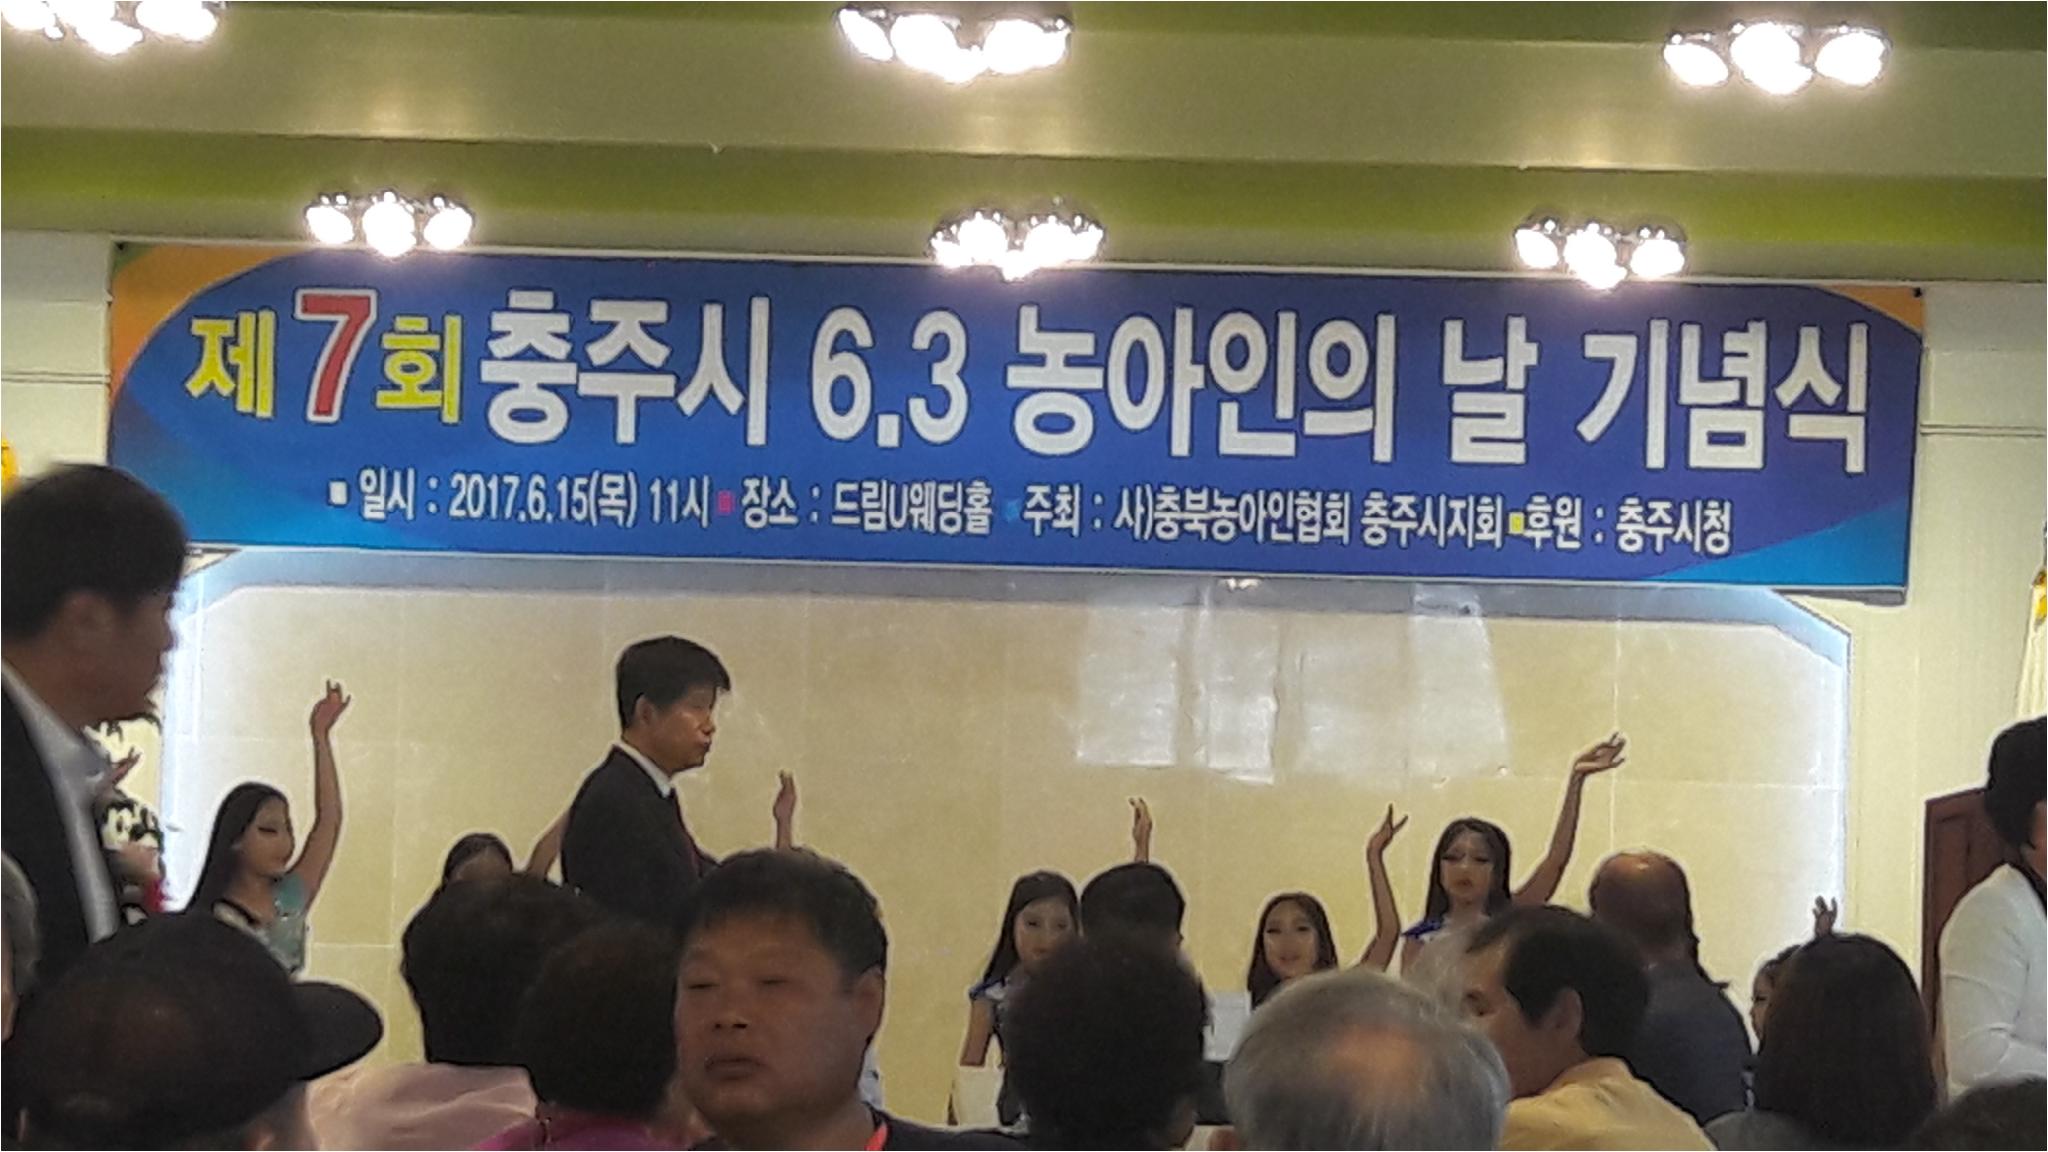 제7회 충주시 6.3 농아인의 날 기념식
■ 일시 : 2017.6.15(목) 11시 ■ 장소 : 드림U웨딩홀 ■ 주최 : 사)충북농아인협회 충주시지회 ■ 후원 : 충주시청